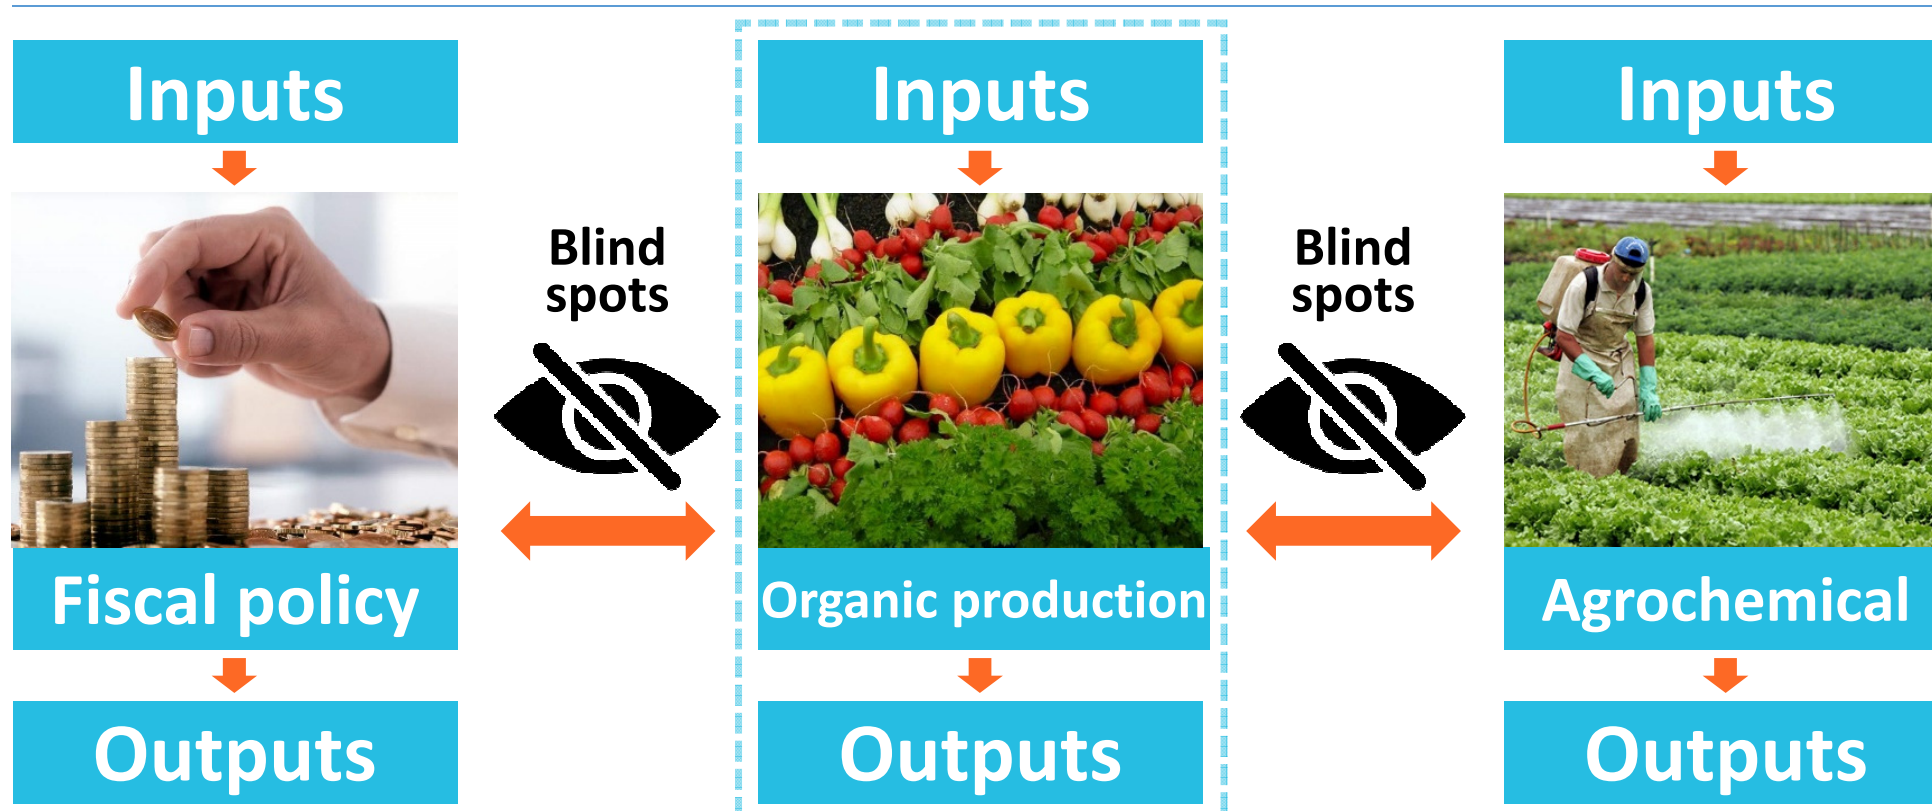 Inputs
Inputs
Inputs
Blind
spots
Blind
spots
Fiscal policy
Organic production
Agrochemical
Outputs
Outputs
Outputs